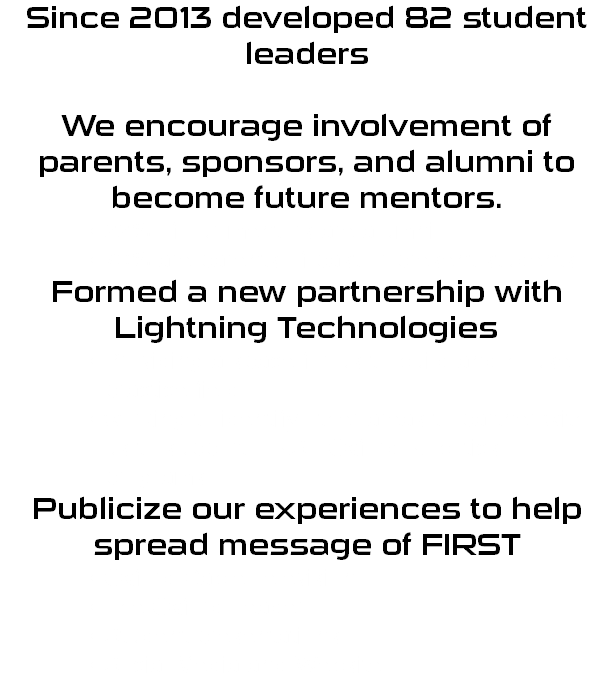 Since 2013 developed 82 student
leaders
We encourage involvement of
parents, sponsors, and alumni to
become future mentors.
Formed a new partnership with
Lightning Technologies
Publicize our experiences to help
spread message of FIRST